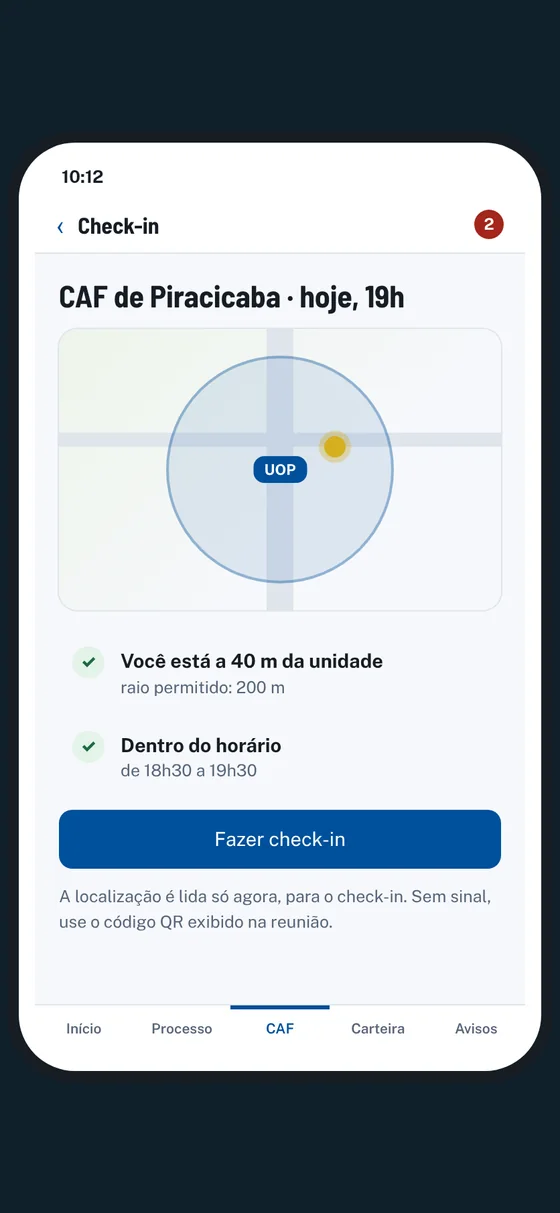 10:12
‹ Check-in
2
CAF de Piracicaba · hoje, 19h
UOP
Você está a 40 m da unidade
raio permitido: 200 m
Dentro do horário
de 18h30 a 19h30
Fazer check-in
A localização é lida só agora, para o check-in. Sem sinal,
use o código QR exibido na reunião.
Início Processo CAF Carteira Avisos